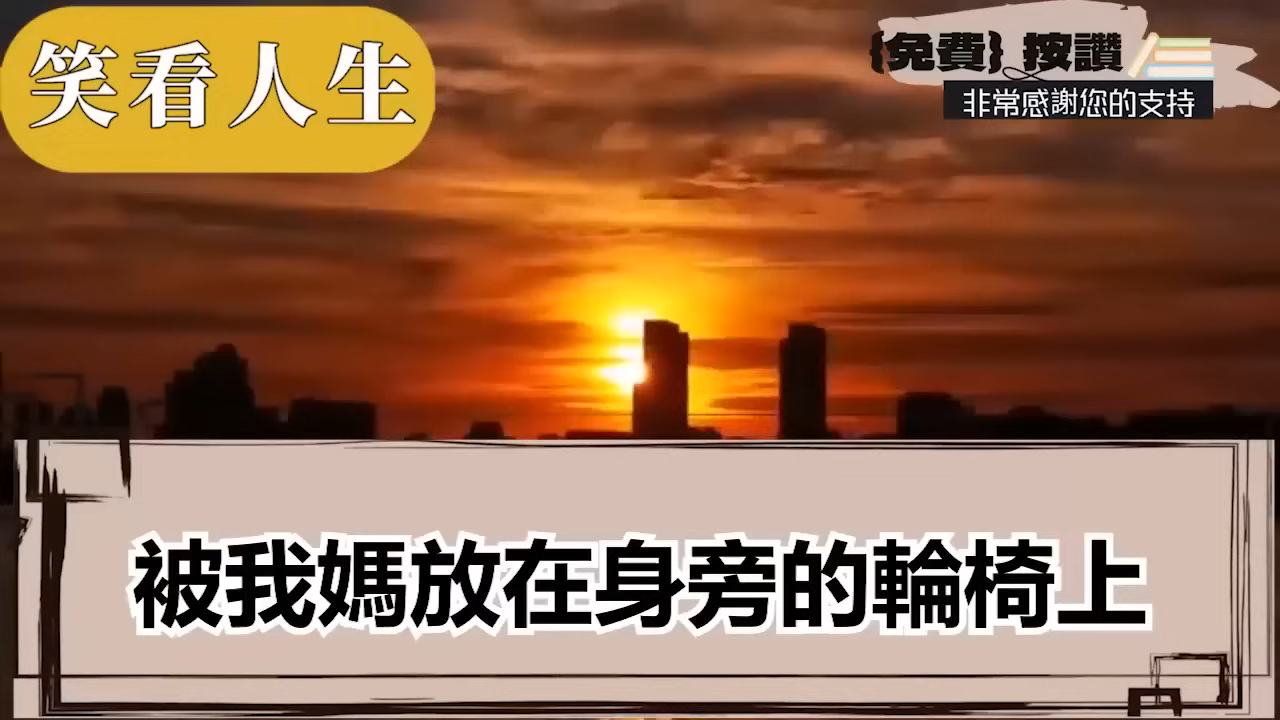 笑看人生
{免費} 按讚
非常感謝您的支持
被我媽放在身旁的輪椅上